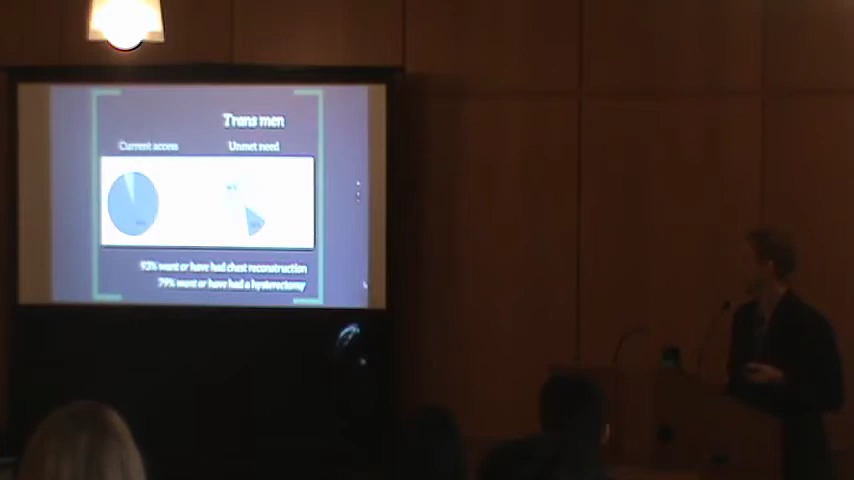 Trans men
Current access
Unmet need
93% want or have had chest reconstruction
79% want or have had a hysterectomy